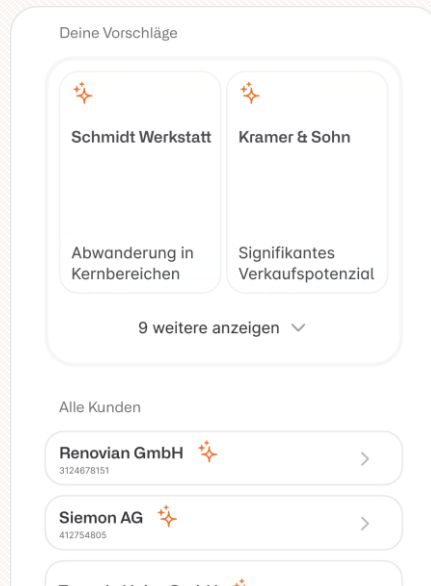 Deine Vorschläge
Schmidt Werkstatt
Abwanderung in
Kernbereichen
Kramer & Sohn
Signifikantes
Verkaufspotenzial
9 weitere anzeigen
Alle Kunden
Renovian GmbH
3124678151
Siemon AG
412754805